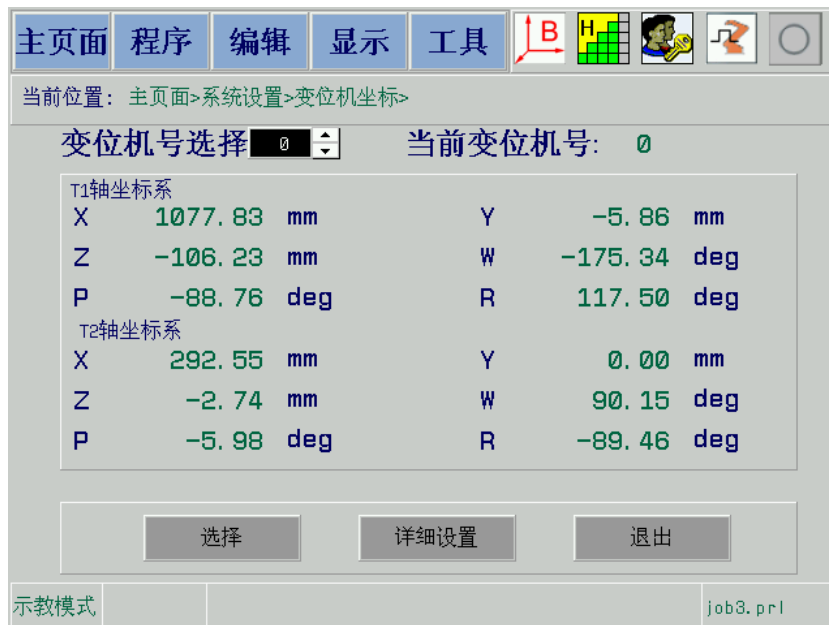 主页面 程序 编辑 显示 工具 B H
当前位置: 主页面>系统设置>变位机坐标>
变位机号选择 0 当前变位机号: 0
T1轴坐标系
X 1077.83 mm Y -5.86 mm
Z -106.23 mm W -175.34 deg
P -88.76 deg R 117.50 deg
T2轴坐标系
X 292.55 mm Y 0.00 mm
Z -2.74 mm W 90.15 deg
P -5.98 deg R -89.46 deg
选择 详细设置 退出
示教模式 job3.prl